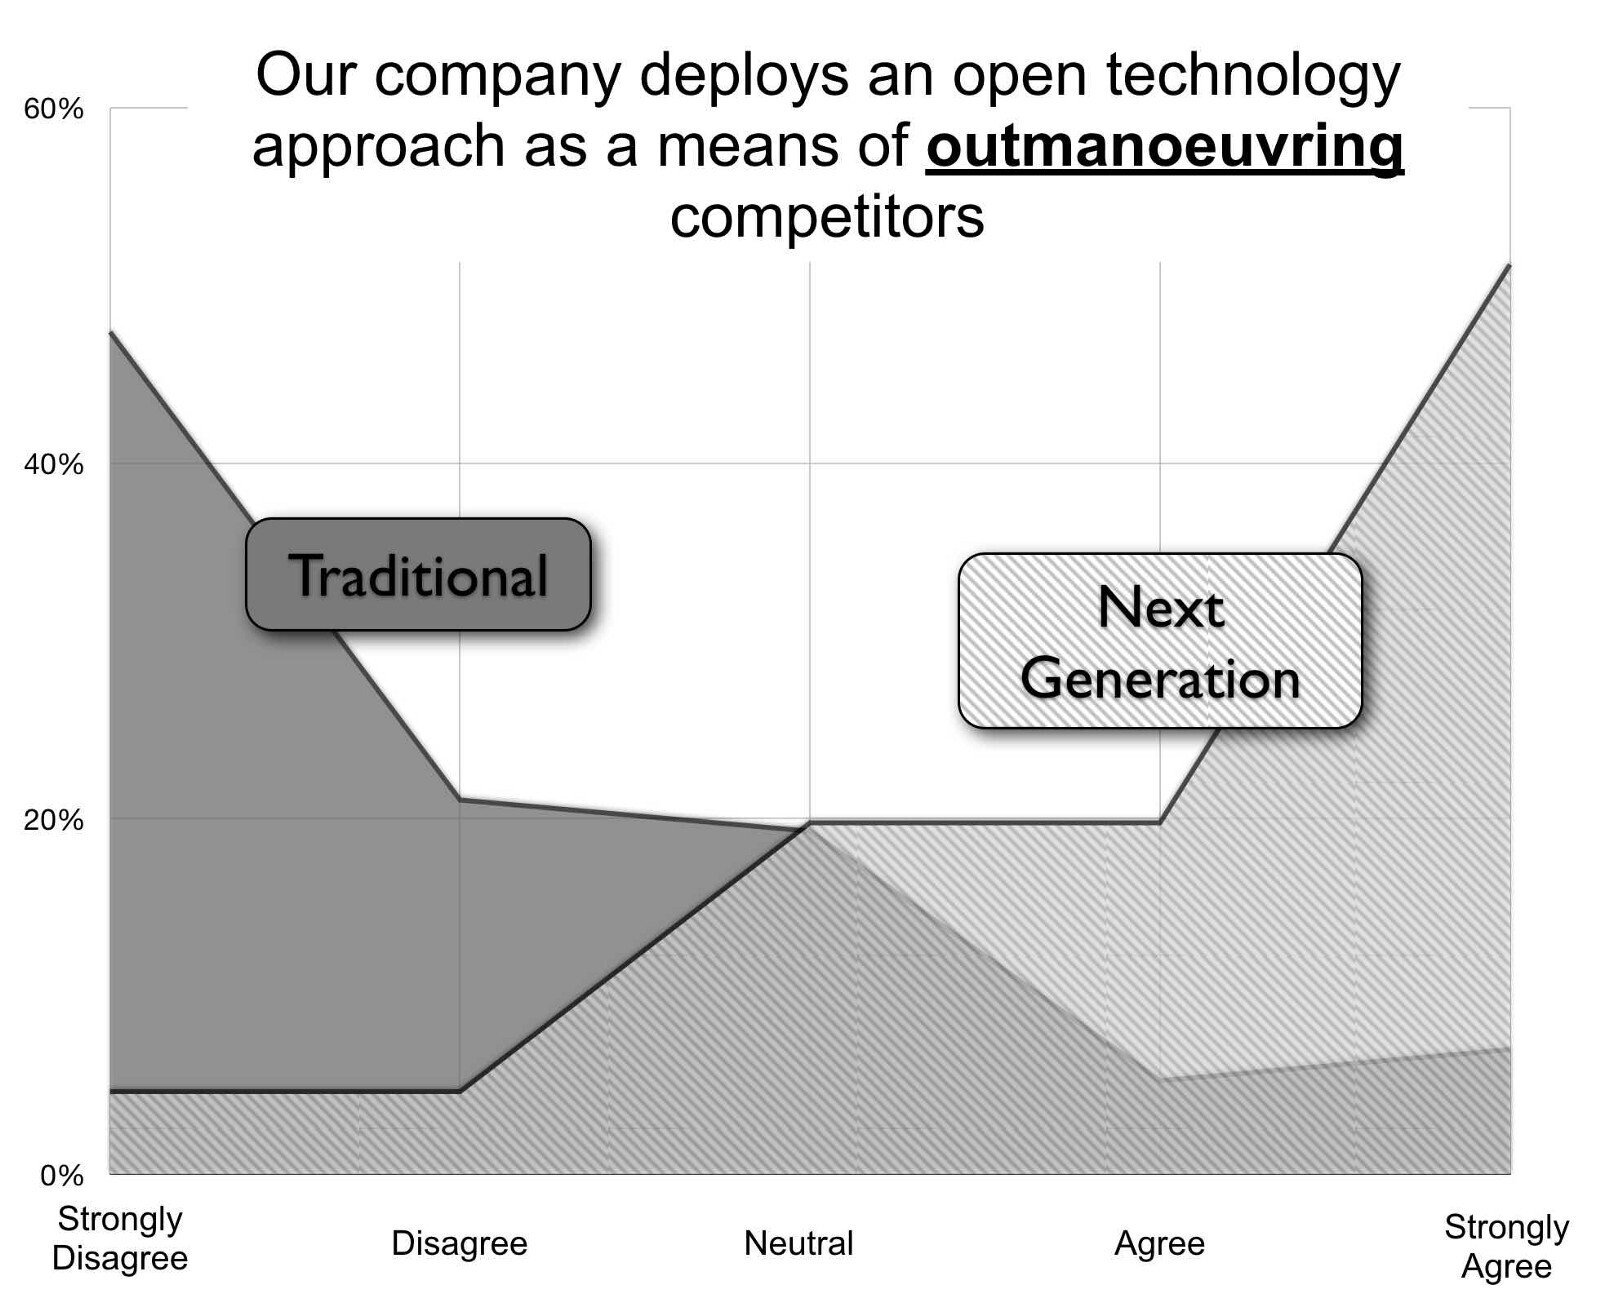 Our company deploys an open technology
approach as a means of outmanoeuvring
competitors
60%
40%
20%
0%
Traditional
Next
Generation
Strongly
Disagree
Disagree
Neutral
Agree
Strongly
Agree